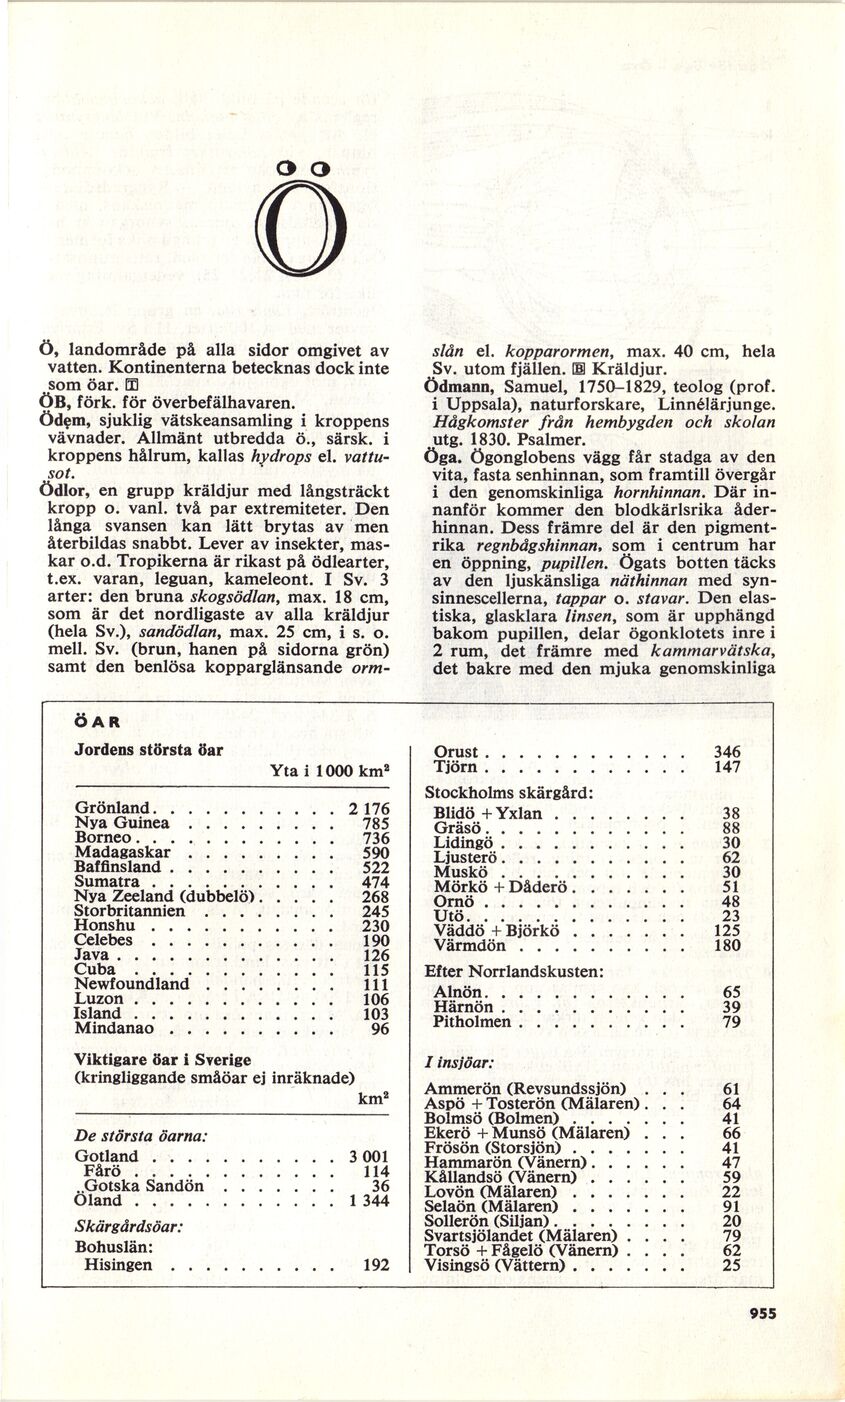 Ö
Ö, landområde på alla sidor omgivet av
vatten. Kontinenterna betecknas dock inte
som öar. T
ÖB, förk. för överbefälhavaren.
Ödęm, sjuklig vätskeansamling i kroppens
vävnader. Allmänt utbredda ö., särsk. i
kroppens hålrum, kallas hydrops el. vattu-
sot.
Ödlor, en grupp kräldjur med långsträckt
kropp o. vanl. två par extremiteter. Den
långa svansen kan lätt brytas av men
återbildas snabbt. Lever av insekter, mas-
kar o.d. Tropikerna är rikast på ödlearter,
t.ex. varan, leguan, kameleont. I Sv. 3
arter: den bruna skogsödlan, max. 18 cm,
som är det nordligaste av alla kräldjur
(hela Sv.), sandödlan, max. 25 cm, i s. o.
mell. Sv. (brun, hanen på sidorna grön)
samt den benlösa kopparglänsande orm-
slån el. kopparormen, max. 40 cm, hela
Sv. utom fjällen. B Kräldjur.
Ödmann, Samuel, 1750–1829, teolog (prof.
i Uppsala), naturforskare, Linnélärjunge.
Hågkomster från hembygden och skolan
utg. 1830. Psalmer.
Öga. Ögonglobens vägg får stadga av den
vita, fasta senhinnan, som framtill övergår
i den genomskinliga hornhinnan. Där in-
nanför kommer den blodkärlsrika åder-
hinnan. Dess främre del är den pigment-
rika regnbågshinnan, som i centrum har
en öppning, pupillen. Ögats botten täcks
av den ljuskänsliga näthinnan med syn-
sinnescellerna, tappar o. stavar. Den elas-
tiska, glasklara linsen, som är upphängd
bakom pupillen, delar ögonklotets inre i
2 rum, det främre med kammarvätska,
det bakre med den mjuka genomskinliga
ÖAR
Jordens största öar
Yta i 1000 km²
Grönland. . . . . . . . . . . 2 176
Nya Guinea . . . . . . . . . 785
Borneo . . . . . . . . . . . . 736
Madagaskar . . . . . . . . . 590
Baffinsland . . . . . . . . . . 522
Sumatra . . . . . . . . . . . 474
Nya Zeeland (dubbelö). . . . . 268
Storbritannien . . . . . . . . 245
Honshu . . . . . . . . . . . 230
Celebes . . . . . . . . . . . 190
Java . . . . . . . . . . . . . 126
Cuba . . . . . . . . . . . . 115
Newfoundland . . . . . . . . 111
Luzon . . . . . . . . . . . . 106
Island . . . . . . . . . . . . 103
Mindanao . . . . . . . . . . 96
Viktigare öar i Sverige
(kringliggande småöar ej inräknade)
km²
De största öarna:
Gotland . . . . . . . . . . . 3 001
Fårö . . . . . . . . . . . . 114
Gotska Sandön . . . . . . . 36
Öland . . . . . . . . . . . . 1 344
Skärgårdsöar:
Bohuslän:
Hisingen . . . . . . . . . . 192
Orust . . . . . . . . . . . . . 346
Tjörn . . . . . . . . . . . . . 147
Stockholms skärgård:
Blidö + Yxlan . . . . . . . . 38
Gräsö . . . . . . . . . . . . 88
Lidingö . . . . . . . . . . . 30
Ljusterö . . . . . . . . . . . 62
Muskö . . . . . . . . . . . 30
Mörkö + Dåderö . . . . . . . 51
Ornö . . . . . . . . . . . . 48
Utö. . . . . . . . . . . . . 23
Väddö + Björkö . . . . . . . 125
Värmdön . . . . . . . . . . 180
Efter Norrlandskusten:
Alnön. . . . . . . . . . . . 65
Härnön . . . . . . . . . . . 39
Pitholmen . . . . . . . . . . 79
I insjöar:
Ammerön (Revsundssjön) . . . 61
Aspö + Tosterön (Mälaren) . . . 64
Bolmsö (Bolmen) . . . . . . . 41
Ekerö + Munsö (Mälaren) . . . 66
Frösön (Storsjön) . . . . . . . 41
Hammarön (Vänern) . . . . . . 47
Kållandsö (Vänern) . . . . . . 59
Lovön (Mälaren) . . . . . . . 22
Selaön (Mälaren) . . . . . . . 91
Sollerön (Siljan) . . . . . . . . 20
Svartsjölandet (Mälaren) . . . . 79
Torsö + Fågelö (Vänern) . . . . 62
Visingsö (Vättern) . . . . . . . 25
955